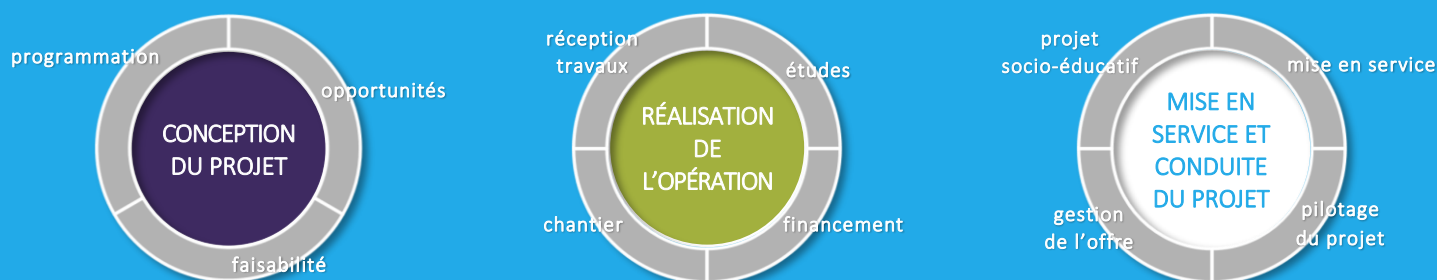 programmation
opportunités
CONCEPTION
DU PROJET
faisabilité
réception
travaux
études
RÉALISATION
DE
L'OPÉRATION
chantier
financement
projet
socio-éducatif
mise en service
MISE EN
SERVICE ET
CONDUITE
DU PROJET
gestion
de l'offre
pilotage
du projet